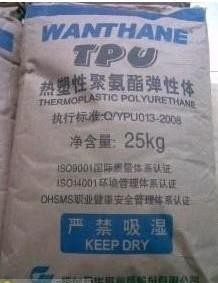 WANTHANE
TPU
热塑性聚氨酯弹性体
THERMOPLASTIC POLYURETHANE
执行标准:Q/YPU013-2008
净含量: 25kg
ISO9001国际质量体系认证
ISO14001环境管理体系认证
OHSMS职业健康安全管理体系认证
严禁吸湿
KEEP DRY